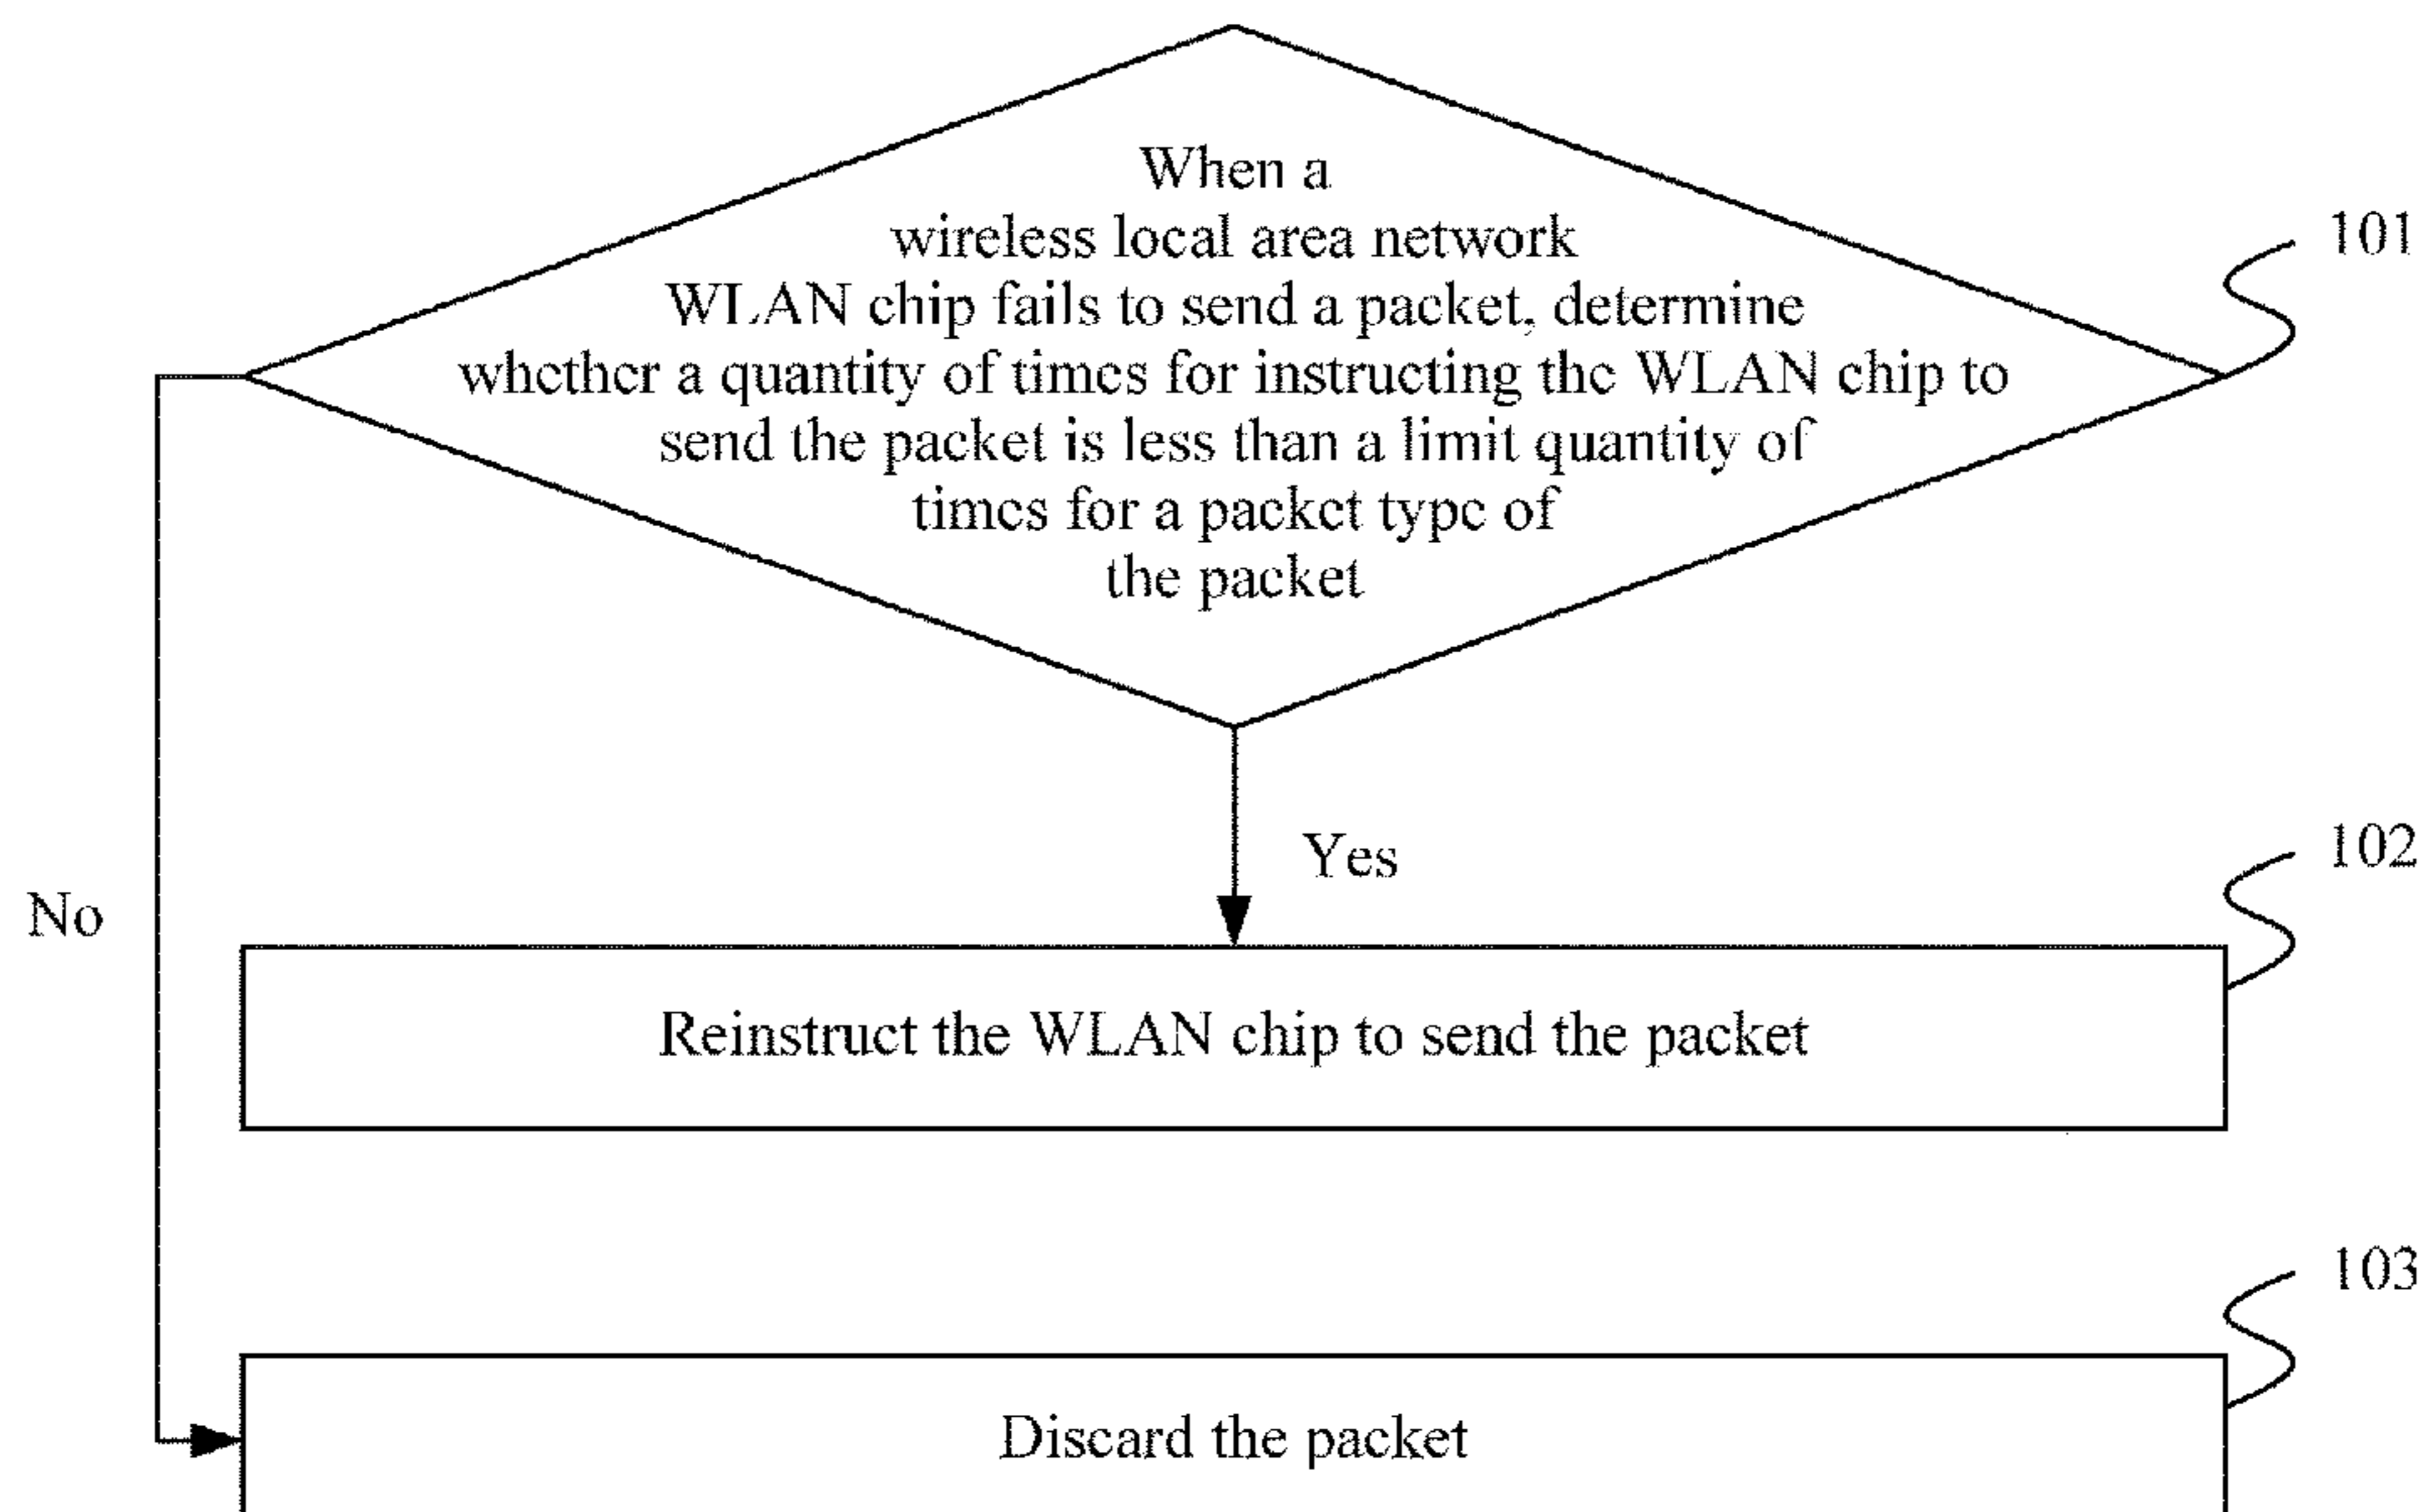 When a
wireless local area network
WLAN chip fails to send a packet, determine
whether a quantity of times for instructing the WLAN chip to
send the packet is less than a limit quantity of
times for a packet type of
the packet
101
Yes
102
No
Reinstruct the WLAN chip to send the packet
103
Discard the packet